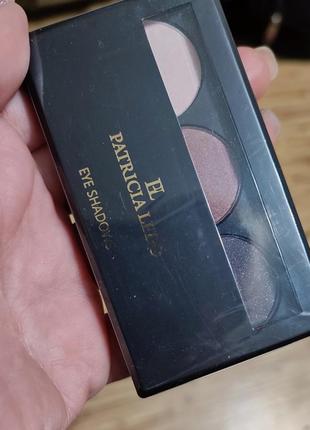 PL
PATRICIA LEDO
EYE SHADOWS